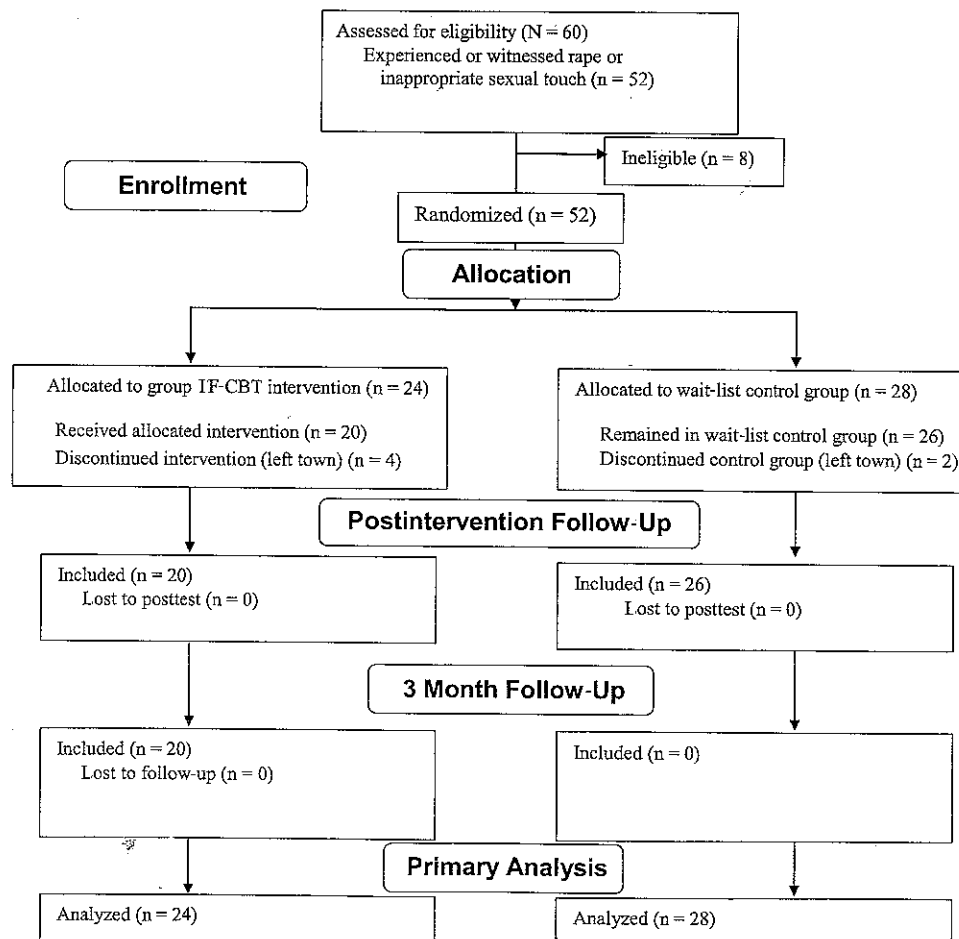 Assessed for eligibility (N = 60)
Experienced or witnessed rape or
inappropriate sexual touch (n = 52)
Ineligible (n = 8)
Enrollment
Randomized (n = 52)
Allocation
Allocated to group IF-CBT intervention (n = 24)
Received allocated intervention (n = 20)
Discontinued intervention (left town) (n = 4)
Allocated to wait-list control group (n = 28)
Remained in wait-list control group (n = 26)
Discontinued control group (left town) (n = 2)
Postintervention Follow-Up
Included (n = 20)
Lost to posttest (n = 0)
Included (n = 26)
Lost to posttest (n = 0)
3 Month Follow-Up
Included (n = 20)
Lost to follow-up (n = 0)
Included (n = 0)
Primary Analysis
Analyzed (n = 24)
Analyzed (n = 28)